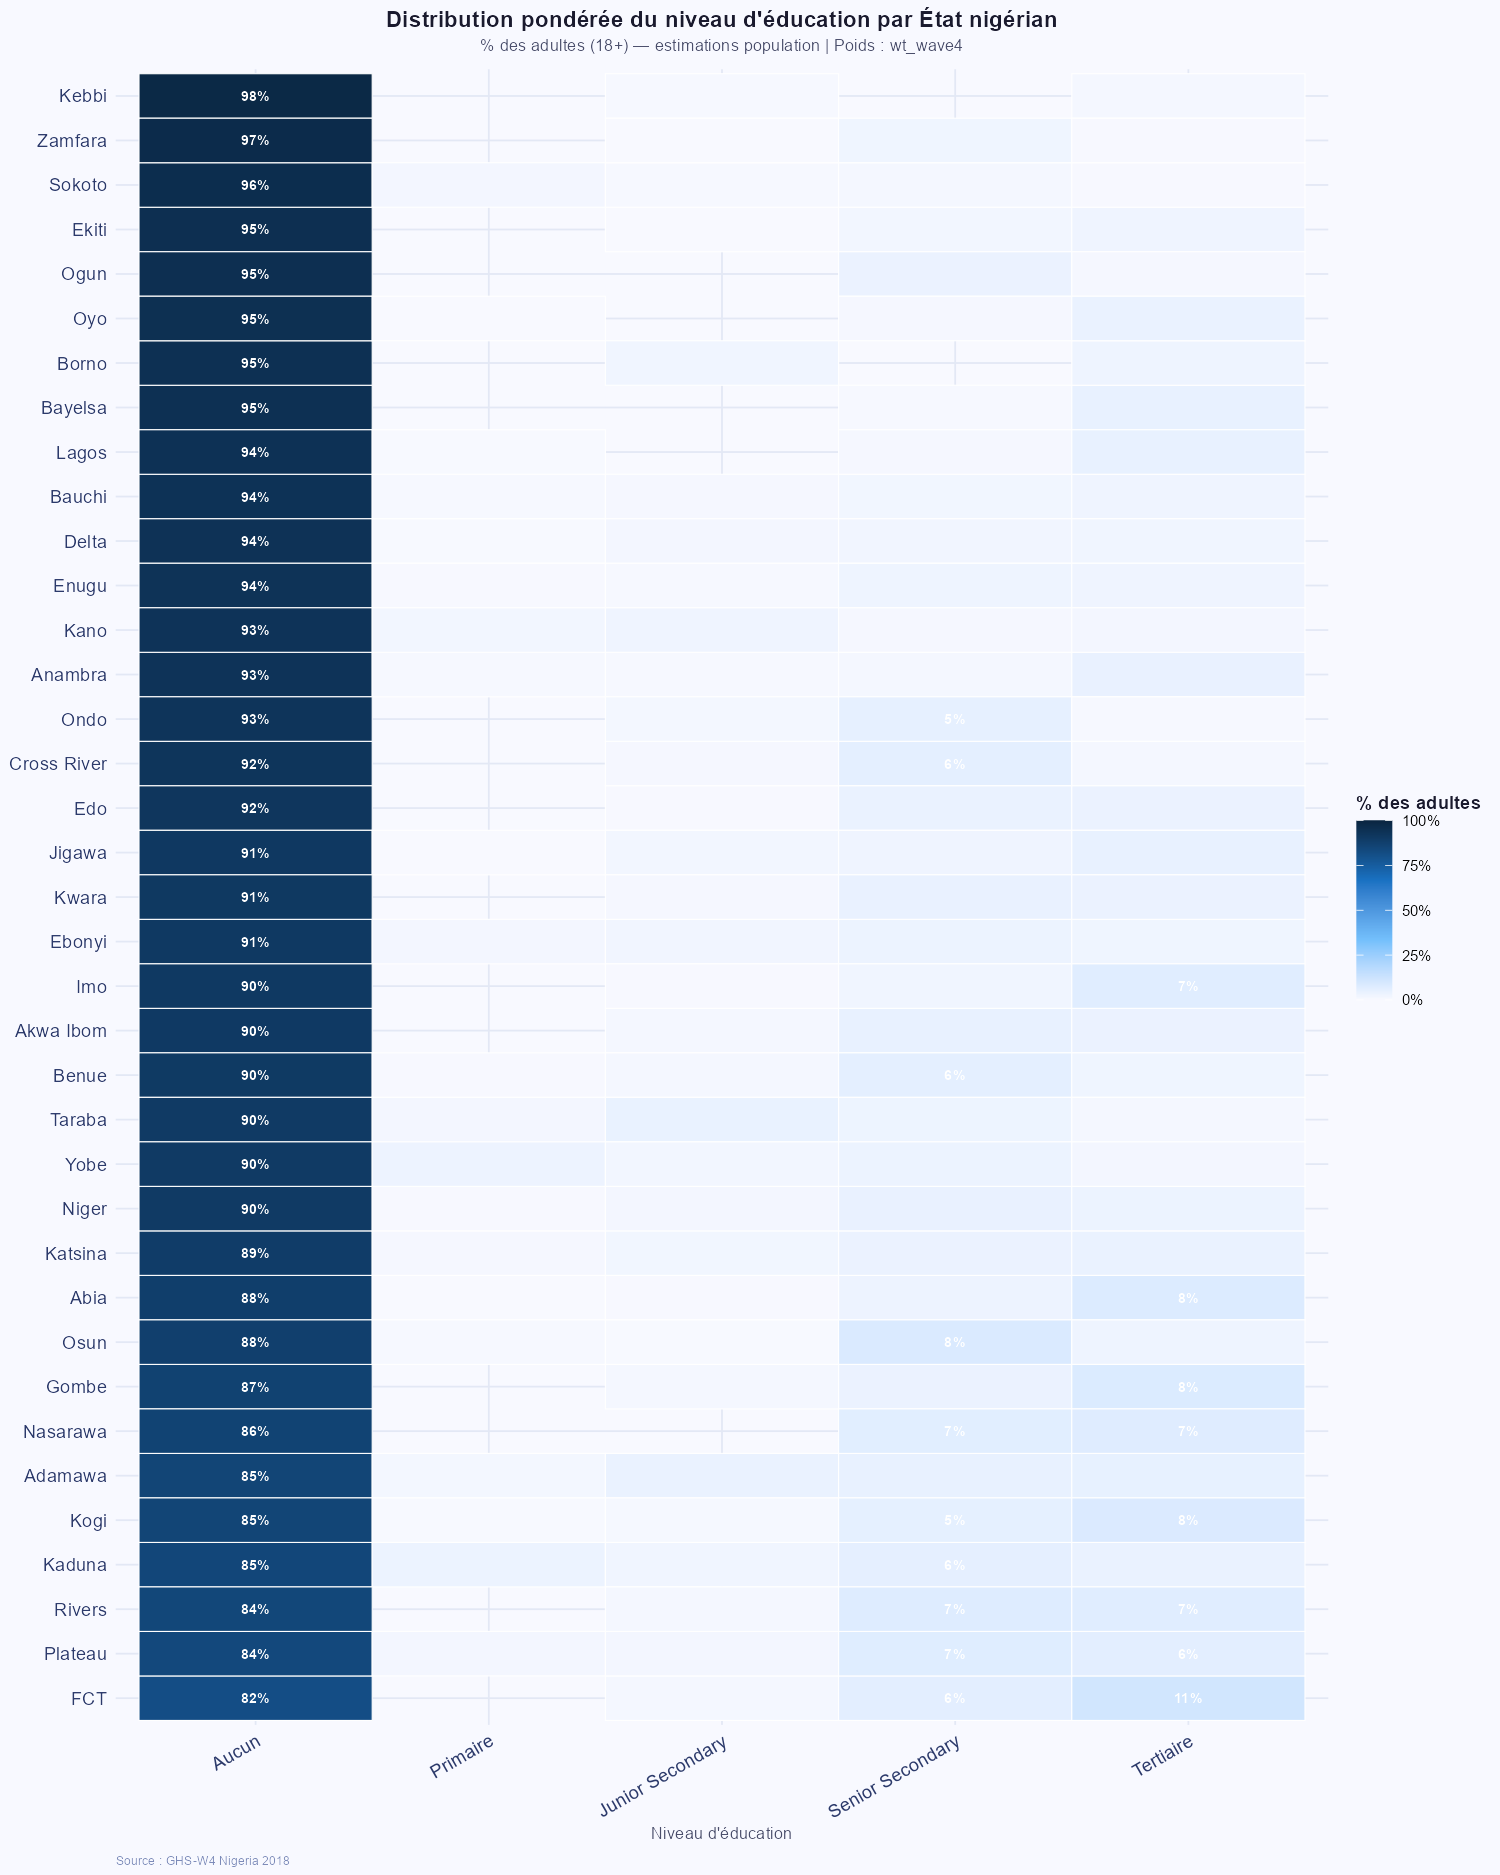 Distribution pondérée du niveau d'éducation par État nigérian
% des adultes (18+) — estimations population | Poids : wt_wave4
Kebbi 98%
Zamfara 97%
Sokoto 96%
Ekiti 95%
Ogun 95%
Oyo 95%
Borno 95%
Bayelsa 95%
Lagos 94%
Bauchi 94%
Delta 94%
Enugu 94%
Kano 93%
Anambra 93%
Ondo 93% 5%
Cross River 92% 6%
Edo 92%
Jigawa 91%
Kwara 91%
Ebonyi 91%
Imo 90% 7%
Akwa Ibom 90%
Benue 90% 6%
Taraba 90%
Yobe 90%
Niger 90%
Katsina 89%
Abia 88% 8%
Osun 88% 8%
Gombe 87% 8%
Nasarawa 86% 7% 7%
Adamawa 85%
Kogi 85% 5% 8%
Kaduna 85% 6%
Rivers 84% 7% 7%
Plateau 84% 7% 6%
FCT 82% 6% 11%
Aucun Primaire Junior Secondary Senior Secondary Tertiaire
Niveau d'éducation
% des adultes
100%
75%
50%
25%
0%
Source : GHS-W4 Nigeria 2018